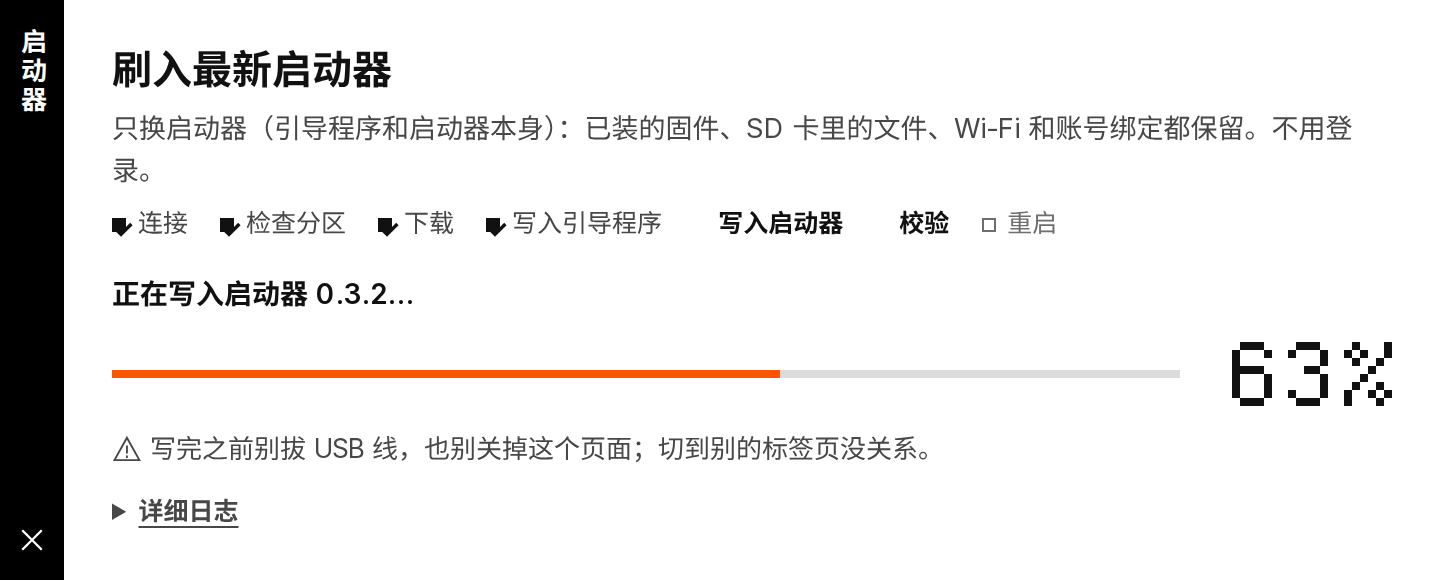 启动器
刷入最新启动器
只换启动器（引导程序和启动器本身）：已装的固件、SD 卡里的文件、Wi-Fi 和账号绑定都保留。不用登
录。
连接 检查分区 下载 写入引导程序 写入启动器 校验 重启
正在写入启动器 0.3.2...
63%
写完之前别拔 USB 线，也别关掉这个页面；切到别的标签页没关系。
详细日志